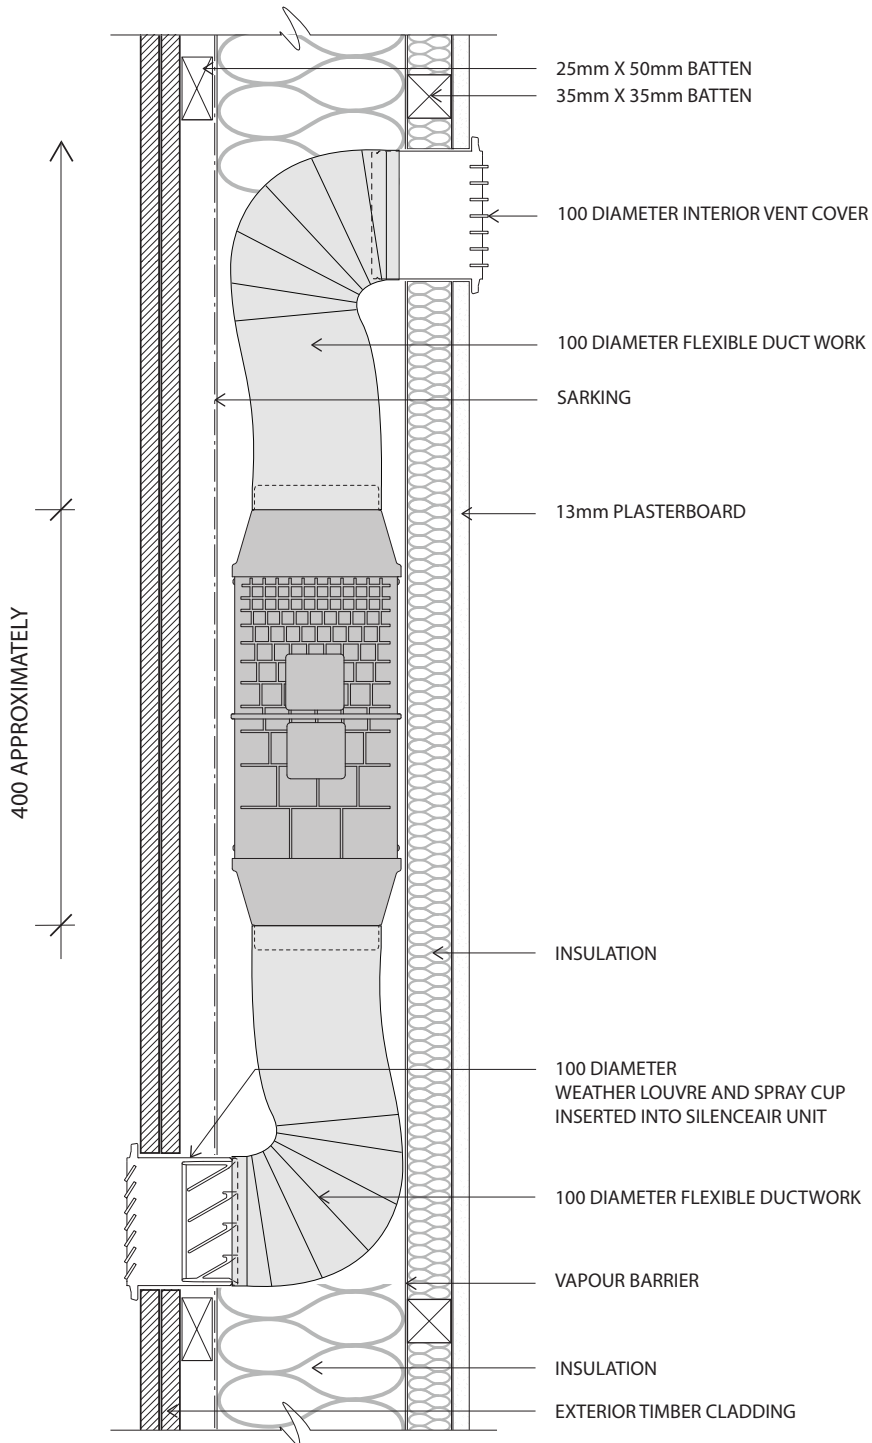 25mm X 50mm BATTEN
35mm X 35mm BATTEN
100 DIAMETER INTERIOR VENT COVER
100 DIAMETER FLEXIBLE DUCT WORK
SARKING
13mm PLASTERBOARD
400 APPROXIMATELY
INSULATION
100 DIAMETER
WEATHER LOUVRE AND SPRAY CUP
INSERTED INTO SILENCEAIR UNIT
100 DIAMETER FLEXIBLE DUCTWORK
VAPOUR BARRIER
INSULATION
EXTERIOR TIMBER CLADDING